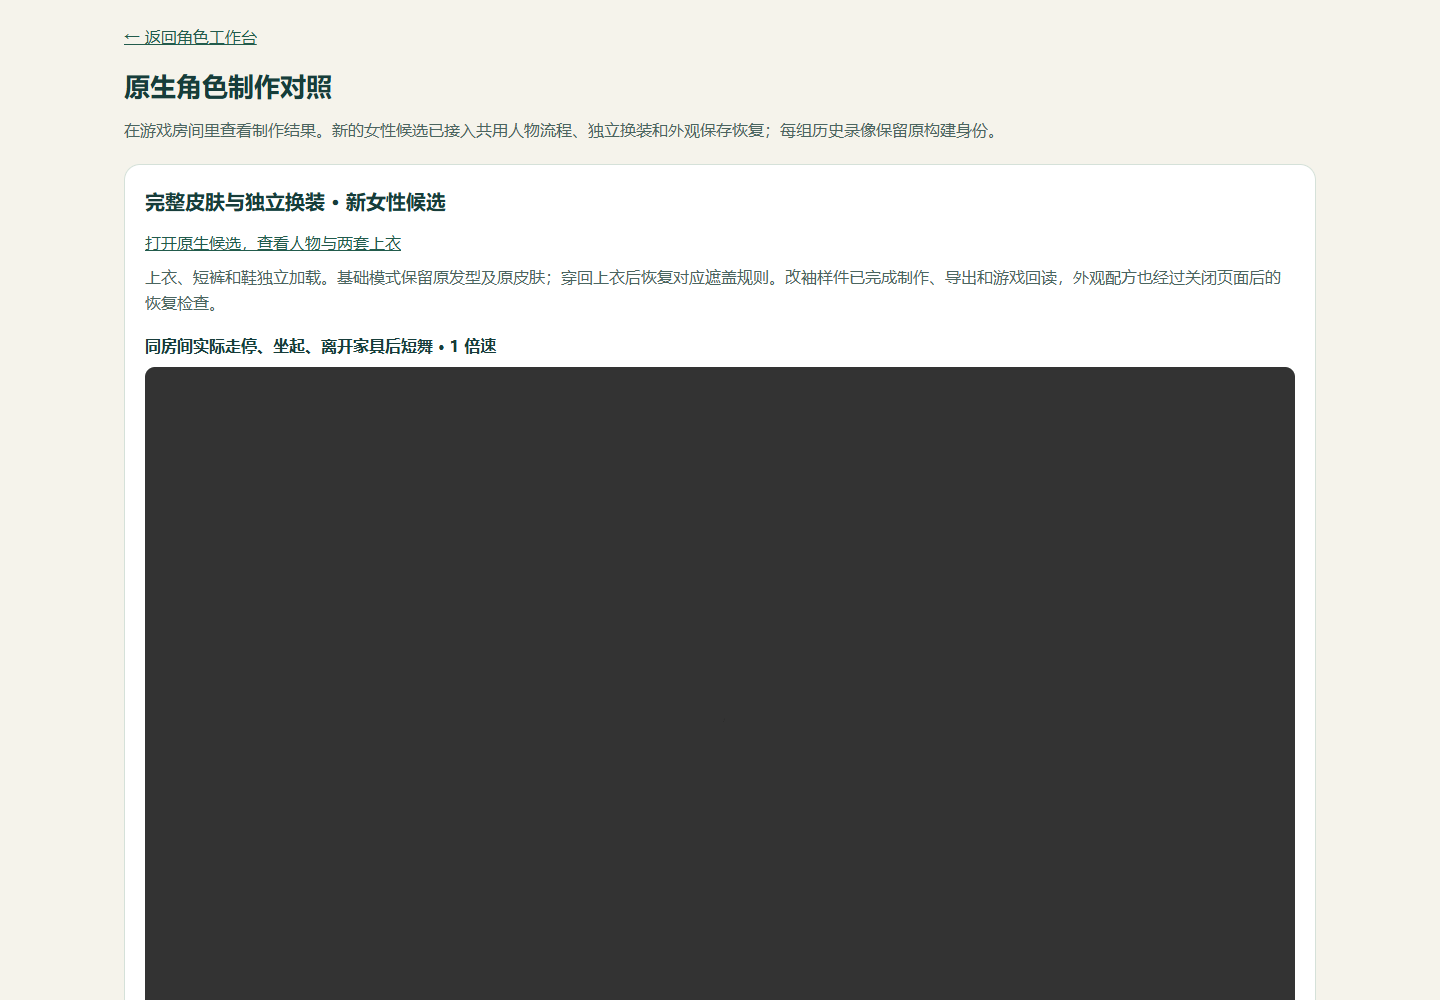 ← 返回角色工作台
原生角色制作对照
在游戏房间里查看制作结果。新的女性候选已接入共用人物流程、独立换装和外观保存恢复；每组历史录像保留原构建身份。
完整皮肤与独立换装 • 新女性候选
打开原生候选，查看人物与两套上衣
上衣、短裤和鞋独立加载。基础模式保留原发型及原皮肤；穿回上衣后恢复对应遮盖规则。改袖样件已完成制作、导出和游戏回读，外观配方也经过关闭页面后的
恢复检查。
同房间实际走停、坐起、离开家具后短舞 • 1 倍速